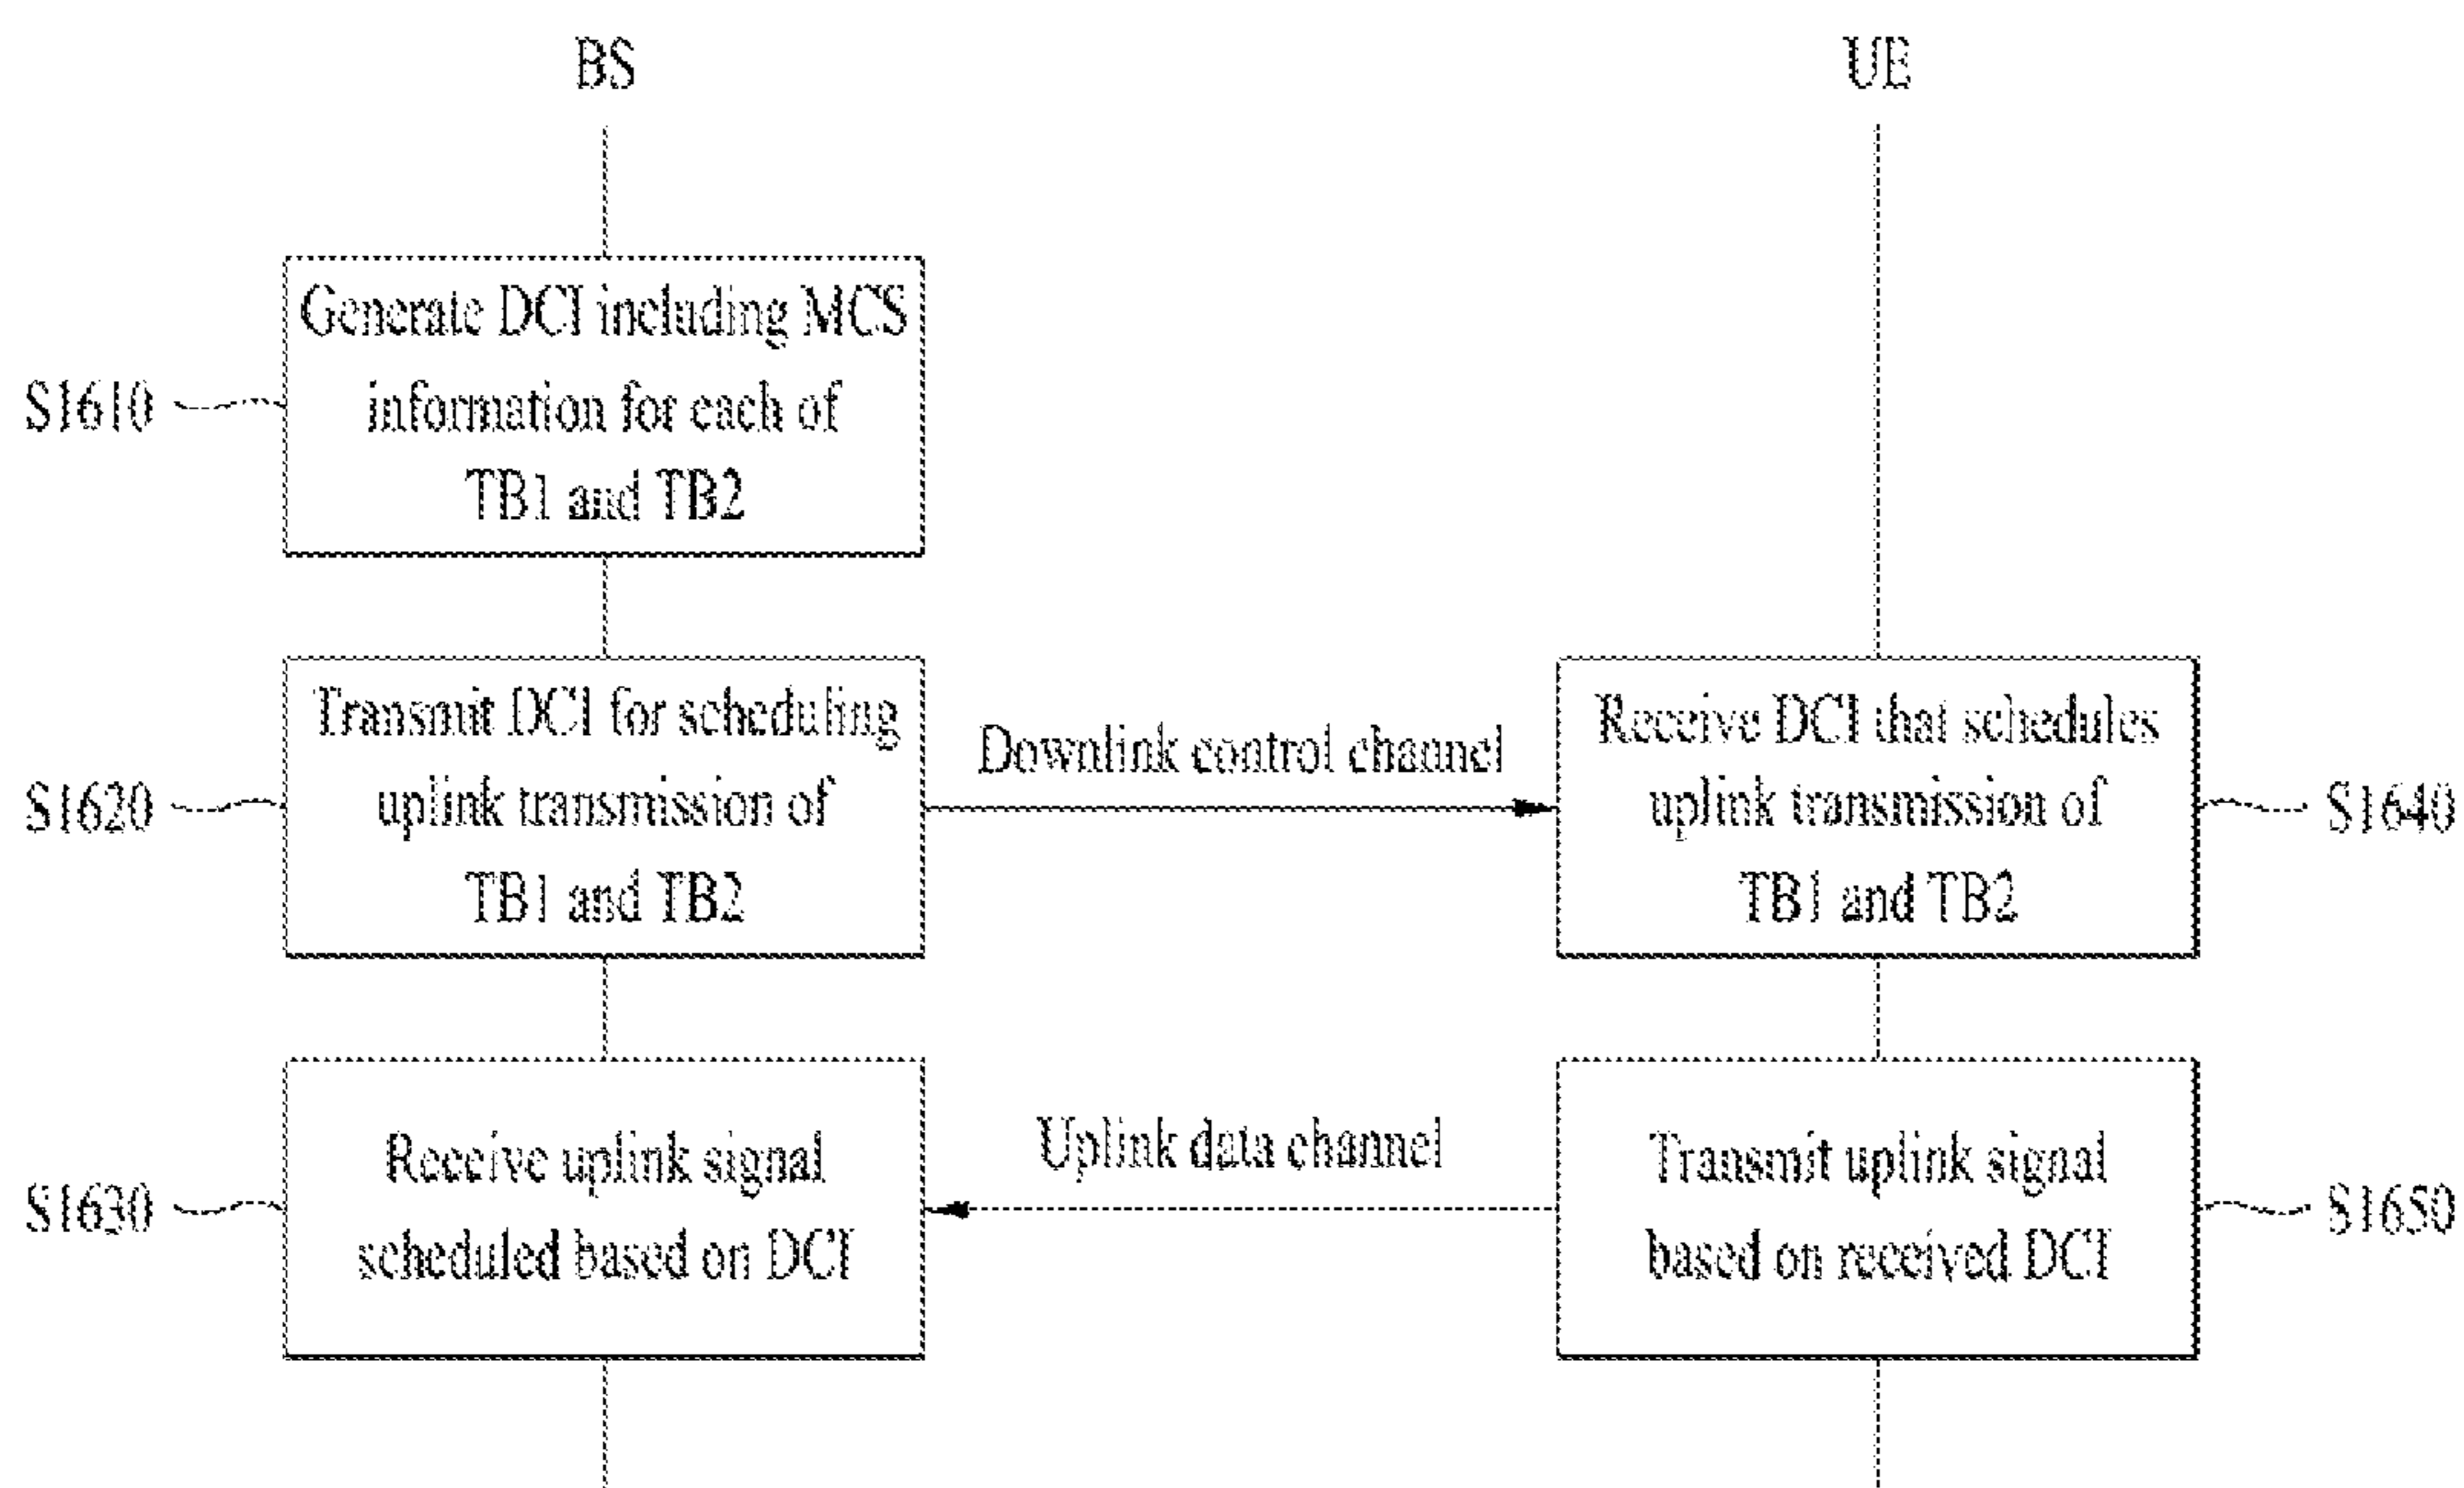 BS
UE
Generate DCI including MCS
information for each of
TB1 and TB2
S1610
Transmit DCI for scheduling
uplink transmission of
TB1 and TB2
S1620
Downlink control channel
Receive DCI that schedules
uplink transmission of
TB1 and TB2
S1640
Receive uplink signal
scheduled based on DCI
S1630
Uplink data channel
Transmit uplink signal
based on received DCI
S1650